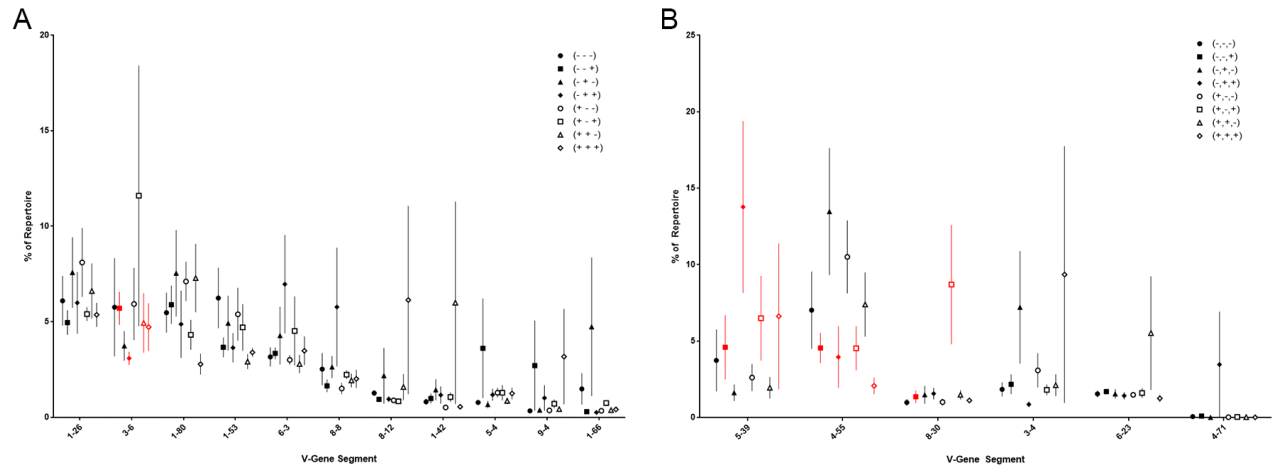 A
% of Repertoire
20
15
10
5
0
(- - -)
(- - +)
(- + -)
(- + +)
(+ - -)
(+ - +)
(+ + -)
(+ + +)
1-26
3-6
1-80
1-53
6-3
8-8
8-12
1-42
5-4
9-4
1-66
V-Gene Segment
B
% of Repertoire
25
20
15
10
5
0
(-,-,-)
(-,-,+)
(-,+,-)
(-,+,+)
(+,-,-)
(+,-,+)
(+,+,-)
(+,+,+)
5-39
4-55
8-30
3-4
6-23
4-71
V-Gene Segment